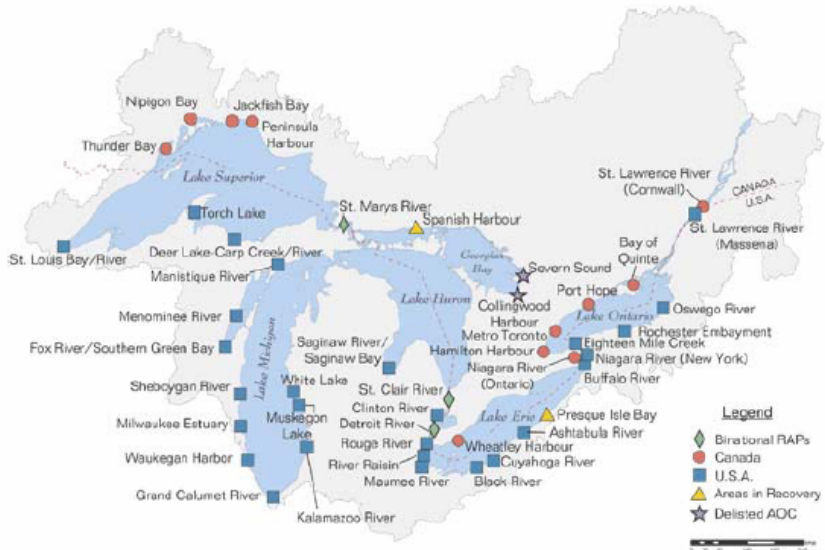 Nipigon Bay
Jackfish Bay
Peninsula
Harbour
Thunder Bay
Lake Superior
St. Marys River
Spanish Harbour
St. Lawrence River
(Cornwall)
CANADA
U.S.A.
Torch Lake
St. Louis Bay/River
Deer Lake-Carp Creek/River
Manistique River
Georgian
Bay
Severn Sound
Collingwood
Harbour
Bay of
Quinte
St. Lawrence River
(Massena)
Port Hope
Lake Huron
Lake Ontario
Oswego River
Menominee River
Metro Toronto
Rochester Embayment
Fox River/Southern Green Bay
Saginaw River/
Saginaw Bay
Hamilton Harbour
Eighteen Mile Creek
Niagara River
(Ontario)
Niagara River (New York)
Buffalo River
Lake Michigan
Sheboygan River
White Lake
St. Clair River
Clinton River
Lake Erie
Presque Isle Bay
Milwaukee Estuary
Muskegon
Lake
Detroit River
Rouge River
Wheatley Harbour
Ashtabula River
Waukegan Harbor
River Raisin
Cuyahoga River
Maumee River
Black River
Grand Calumet River
Kalamazoo River
Legend
Binational RAPs
Canada
U.S.A.
Areas in Recovery
Delisted AOC